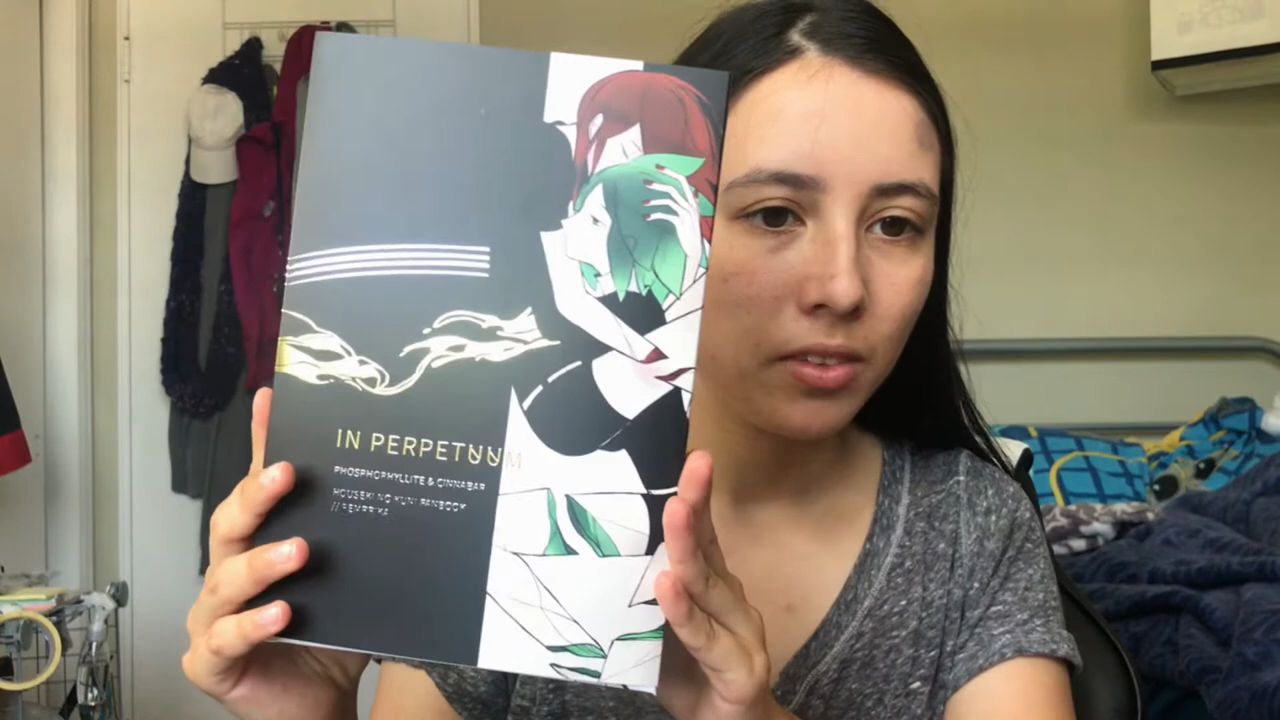 IN PERPETUUM
PHOSPHOPHYLLITE & CINNABAR
HOUSEKI NO KUNI FANBOOK